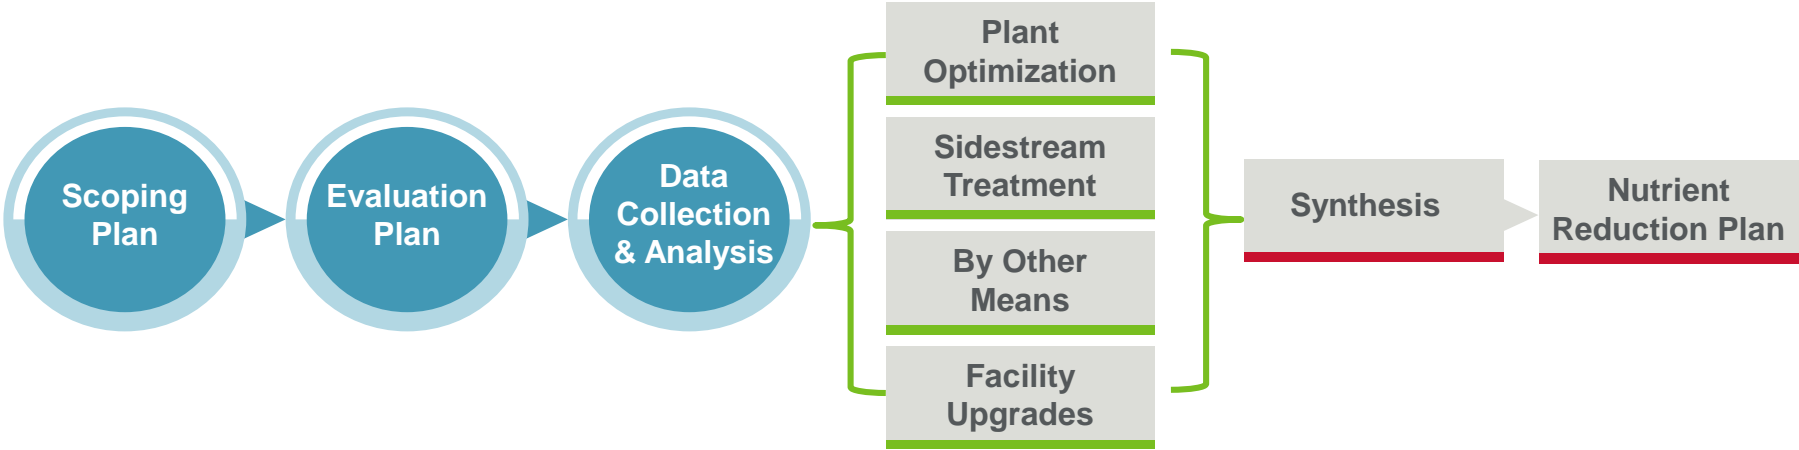 Scoping
Plan
Evaluation
Plan
Data
Collection
& Analysis
Plant
Optimization
Sidestream
Treatment
By Other
Means
Facility
Upgrades
Synthesis
Nutrient
Reduction Plan